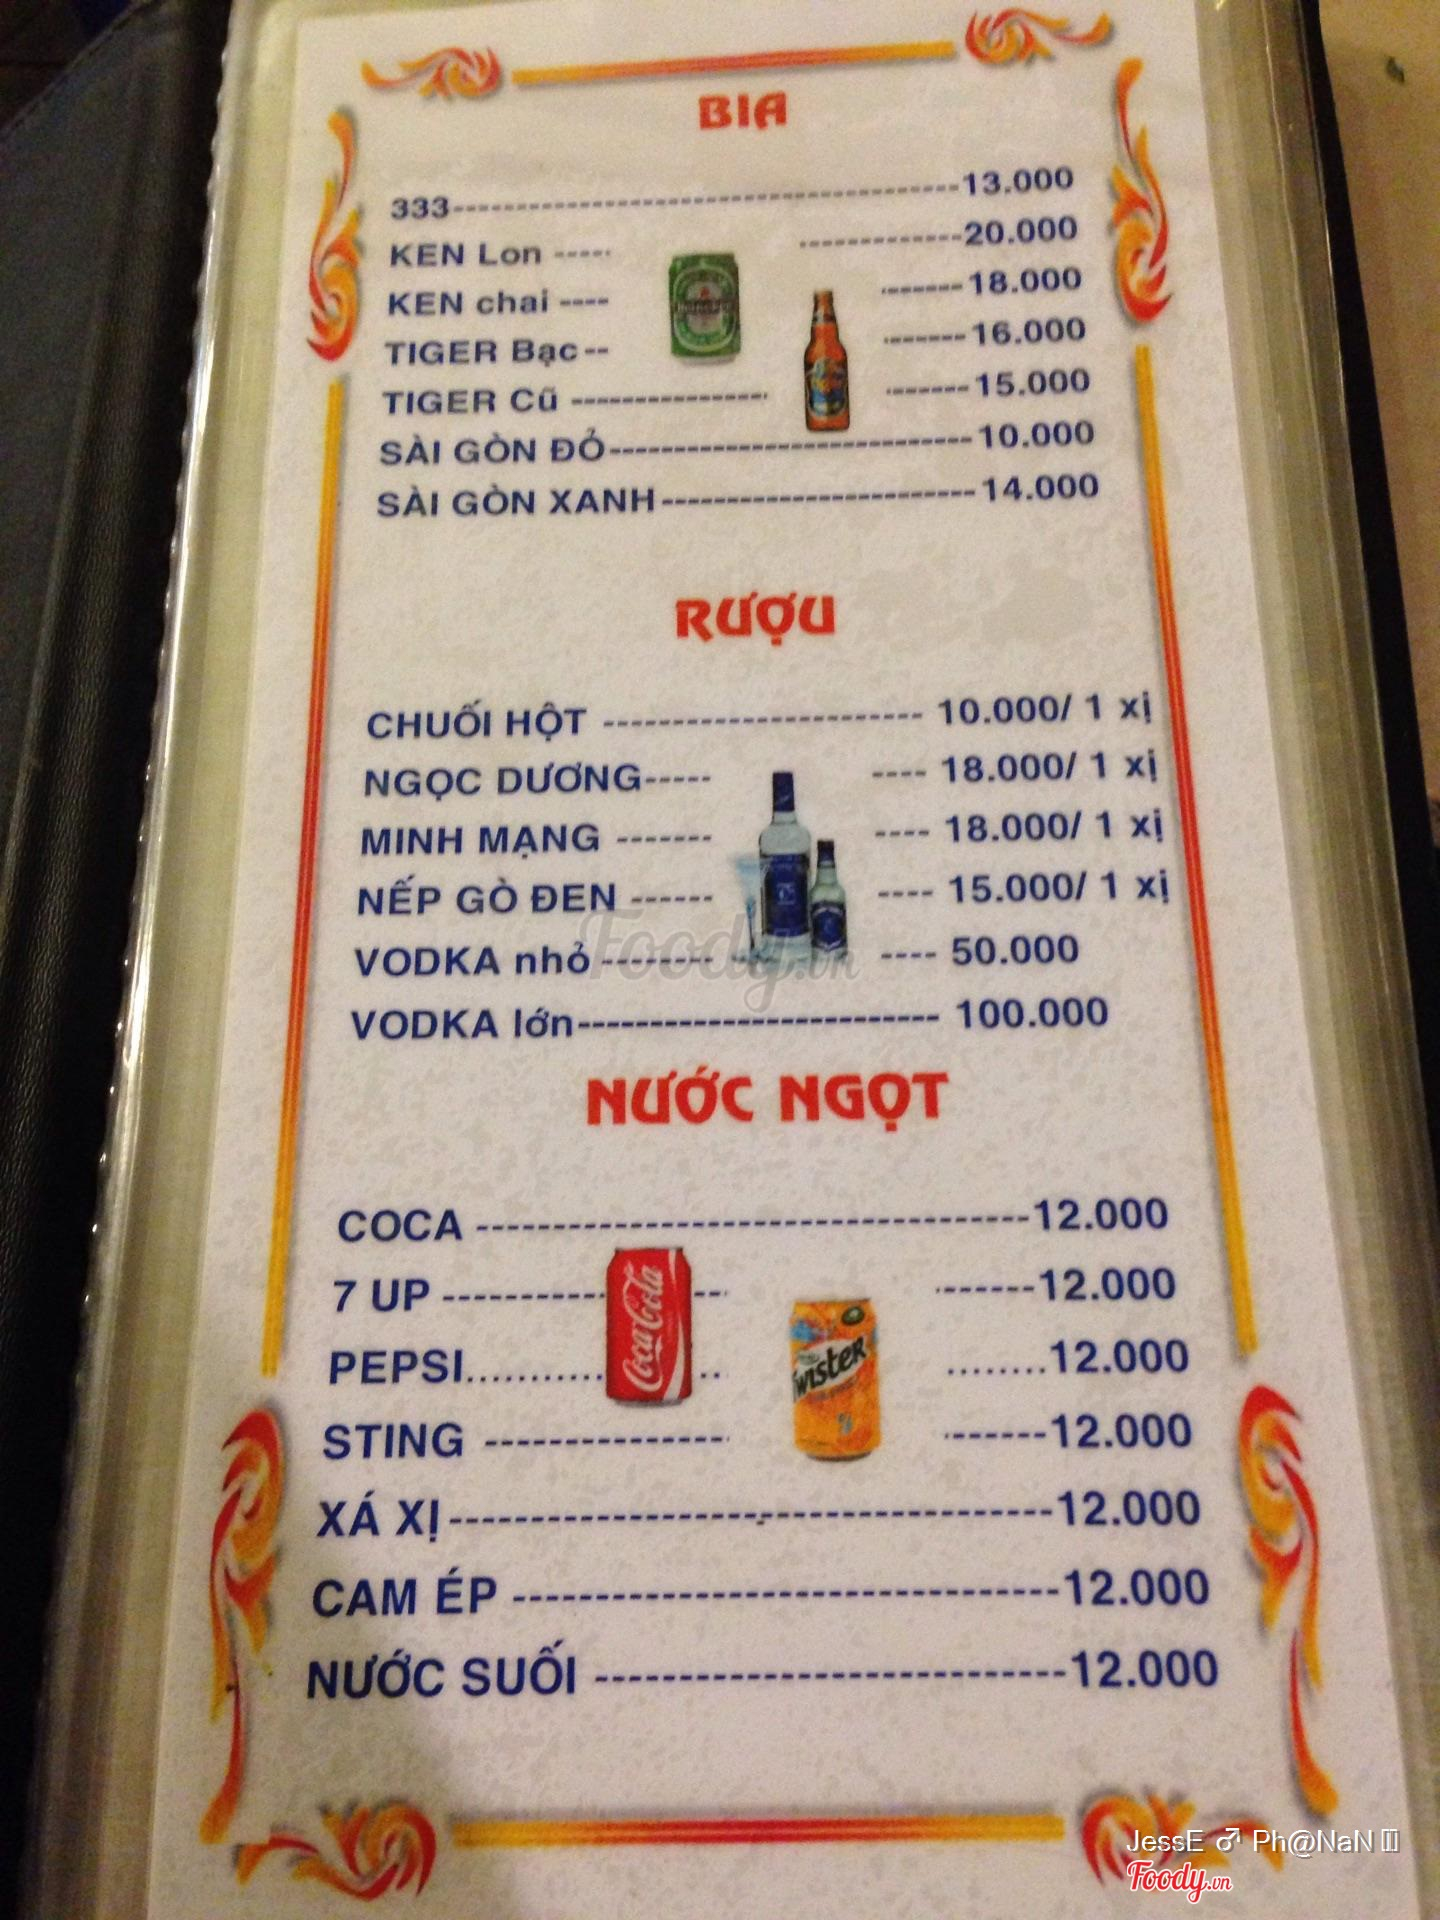 BIA
333 13.000
KEN Lon 20.000
KEN chai 18.000
TIGER Bạc 16.000
TIGER Cũ 15.000
SÀI GÒN ĐỎ 10.000
SÀI GÒN XANH 14.000
RƯỢU
CHUỐI HỘT 10.000/ 1 xị
NGỌC DƯƠNG 18.000/ 1 xị
MINH MẠNG 18.000/ 1 xị
NẾP GÒ ĐEN 15.000/ 1 xị
VODKA nhỏ 50.000
VODKA lớn 100.000
Foody.vn
NƯỚC NGỌT
COCA 12.000
7 UP 12.000
Coca-Cola
PEPSI 12.000
Twister
STING 12.000
XÁ XỊ 12.000
CAM ÉP 12.000
NƯỚC SUỐI 12.000
JessE ♂ Ph@NaN
Foody.vn